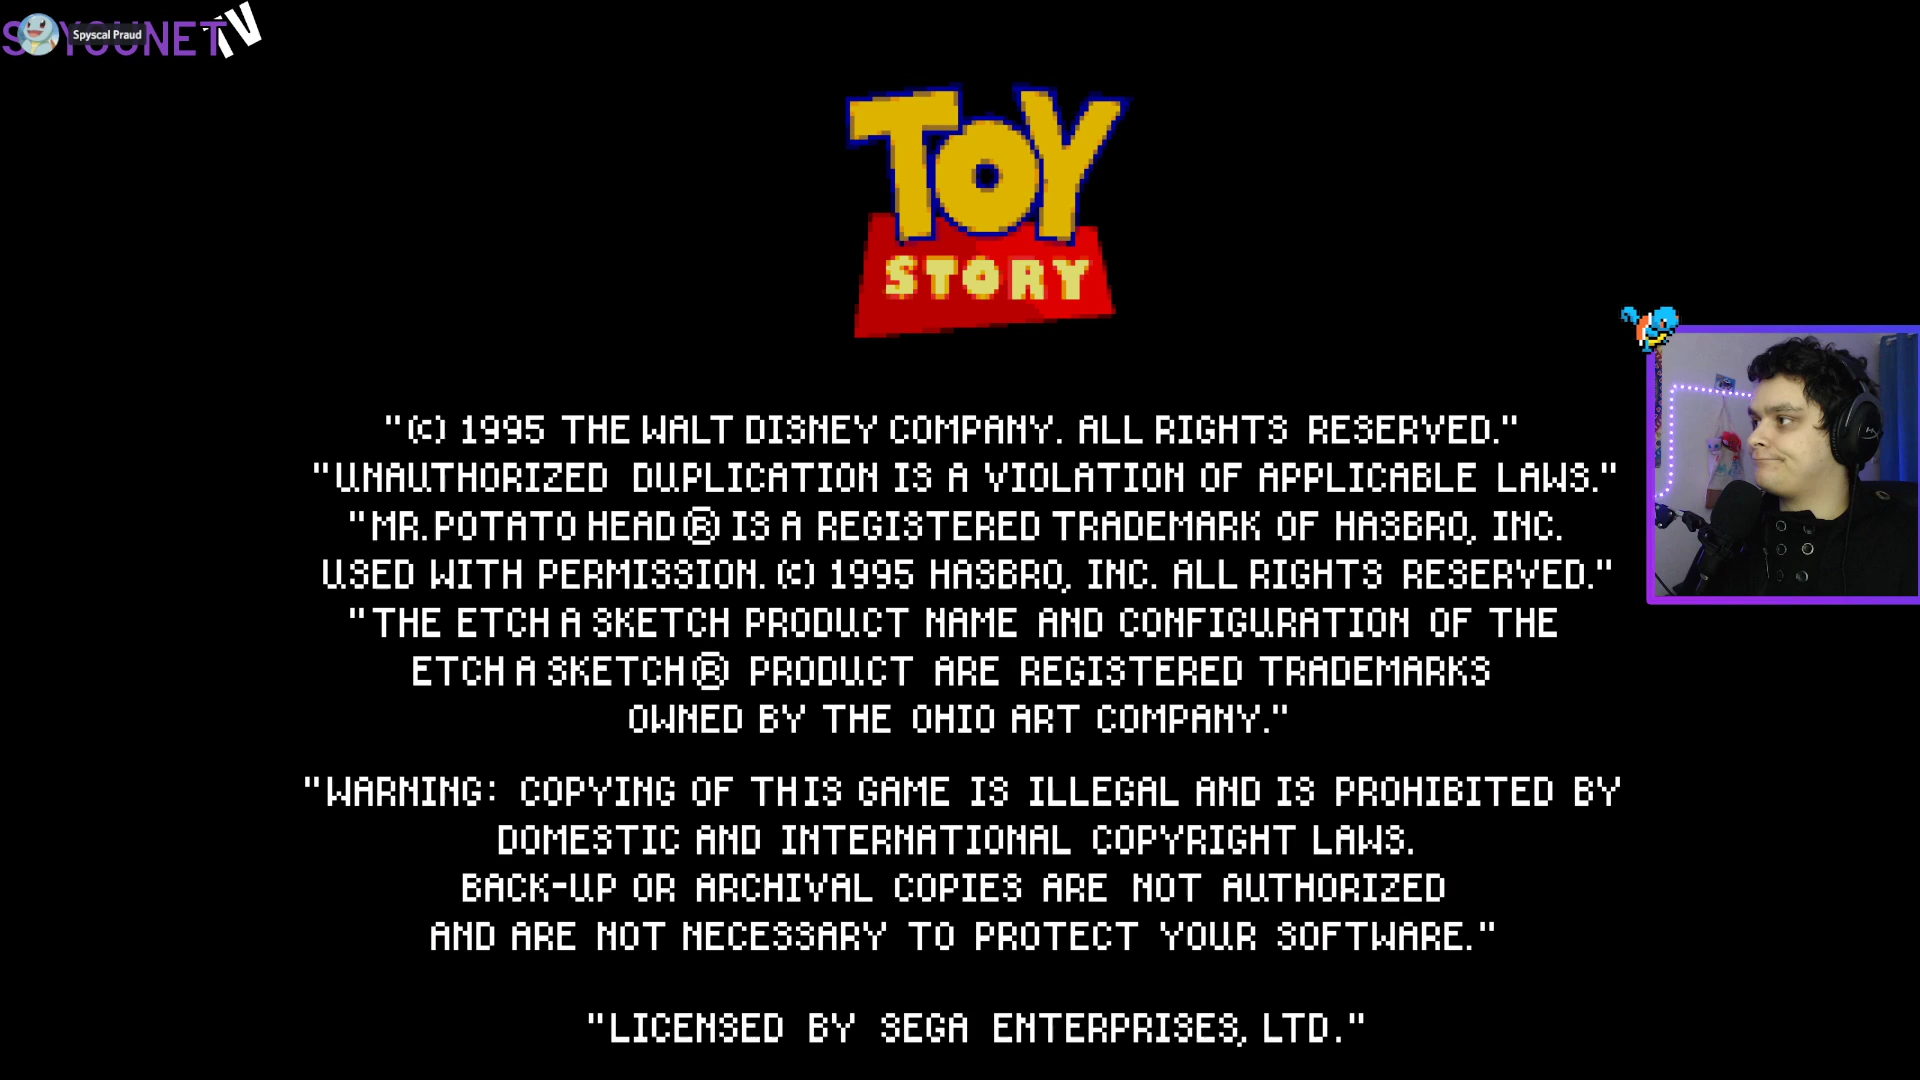 Spyscal Praud
TV
TOY
STORY
"(C) 1995 THE WALT DISNEY COMPANY. ALL RIGHTS RESERVED."
"UNAUTHORIZED DUPLICATION IS A VIOLATION OF APPLICABLE LAWS."
"MR.POTATO HEAD® IS A REGISTERED TRADEMARK OF HASBRO, INC.
USED WITH PERMISSION. (C) 1995 HASBRO, INC. ALL RIGHTS RESERVED."
"THE ETCH A SKETCH PRODUCT NAME AND CONFIGURATION OF THE
ETCH A SKETCH® PRODUCT ARE REGISTERED TRADEMARKS
OWNED BY THE OHIO ART COMPANY."
"WARNING: COPYING OF THIS GAME IS ILLEGAL AND IS PROHIBITED BY
DOMESTIC AND INTERNATIONAL COPYRIGHT LAWS.
BACK-UP OR ARCHIVAL COPIES ARE NOT AUTHORIZED
AND ARE NOT NECESSARY TO PROTECT YOUR SOFTWARE."
"LICENSED BY SEGA ENTERPRISES, LTD."